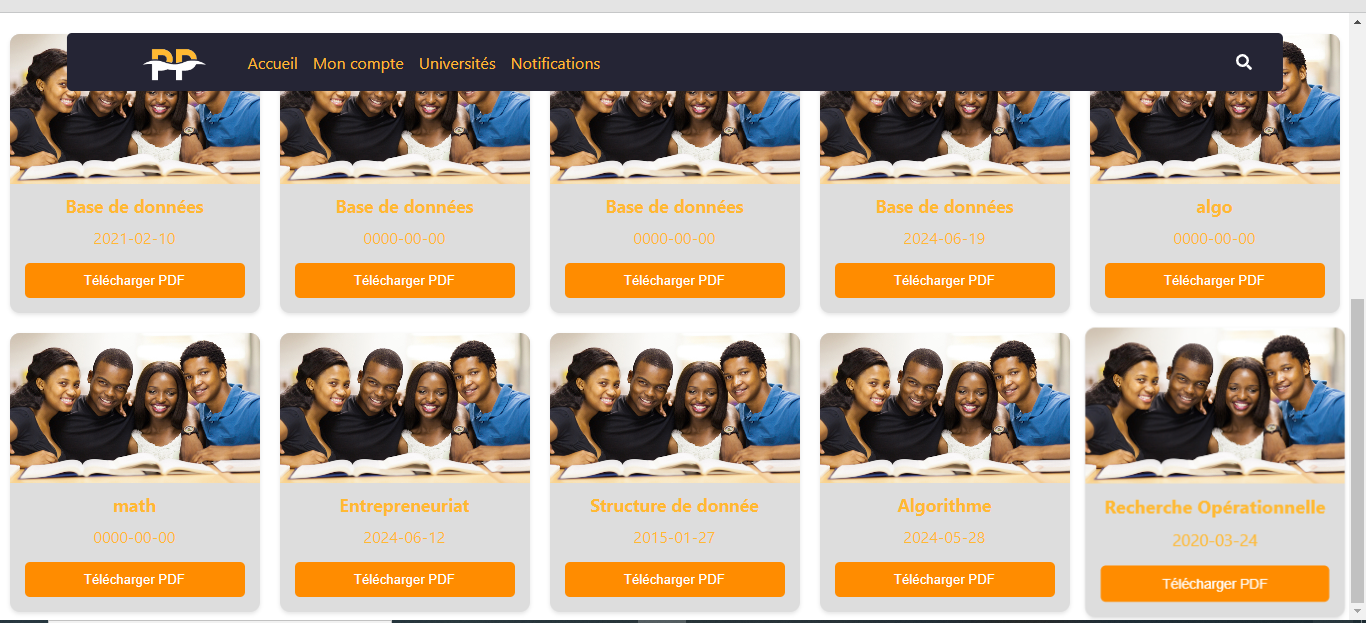 PP
Accueil Mon compte Universités Notifications
Base de données Base de données Base de données Base de données algo
2021-02-10 0000-00-00 0000-00-00 2024-06-19 0000-00-00
Télécharger PDF Télécharger PDF Télécharger PDF Télécharger PDF Télécharger PDF
math Entrepreneuriat Structure de donnée Algorithme Recherche Opérationnelle
0000-00-00 2024-06-12 2015-01-27 2024-05-28 2020-03-24
Télécharger PDF Télécharger PDF Télécharger PDF Télécharger PDF Télécharger PDF